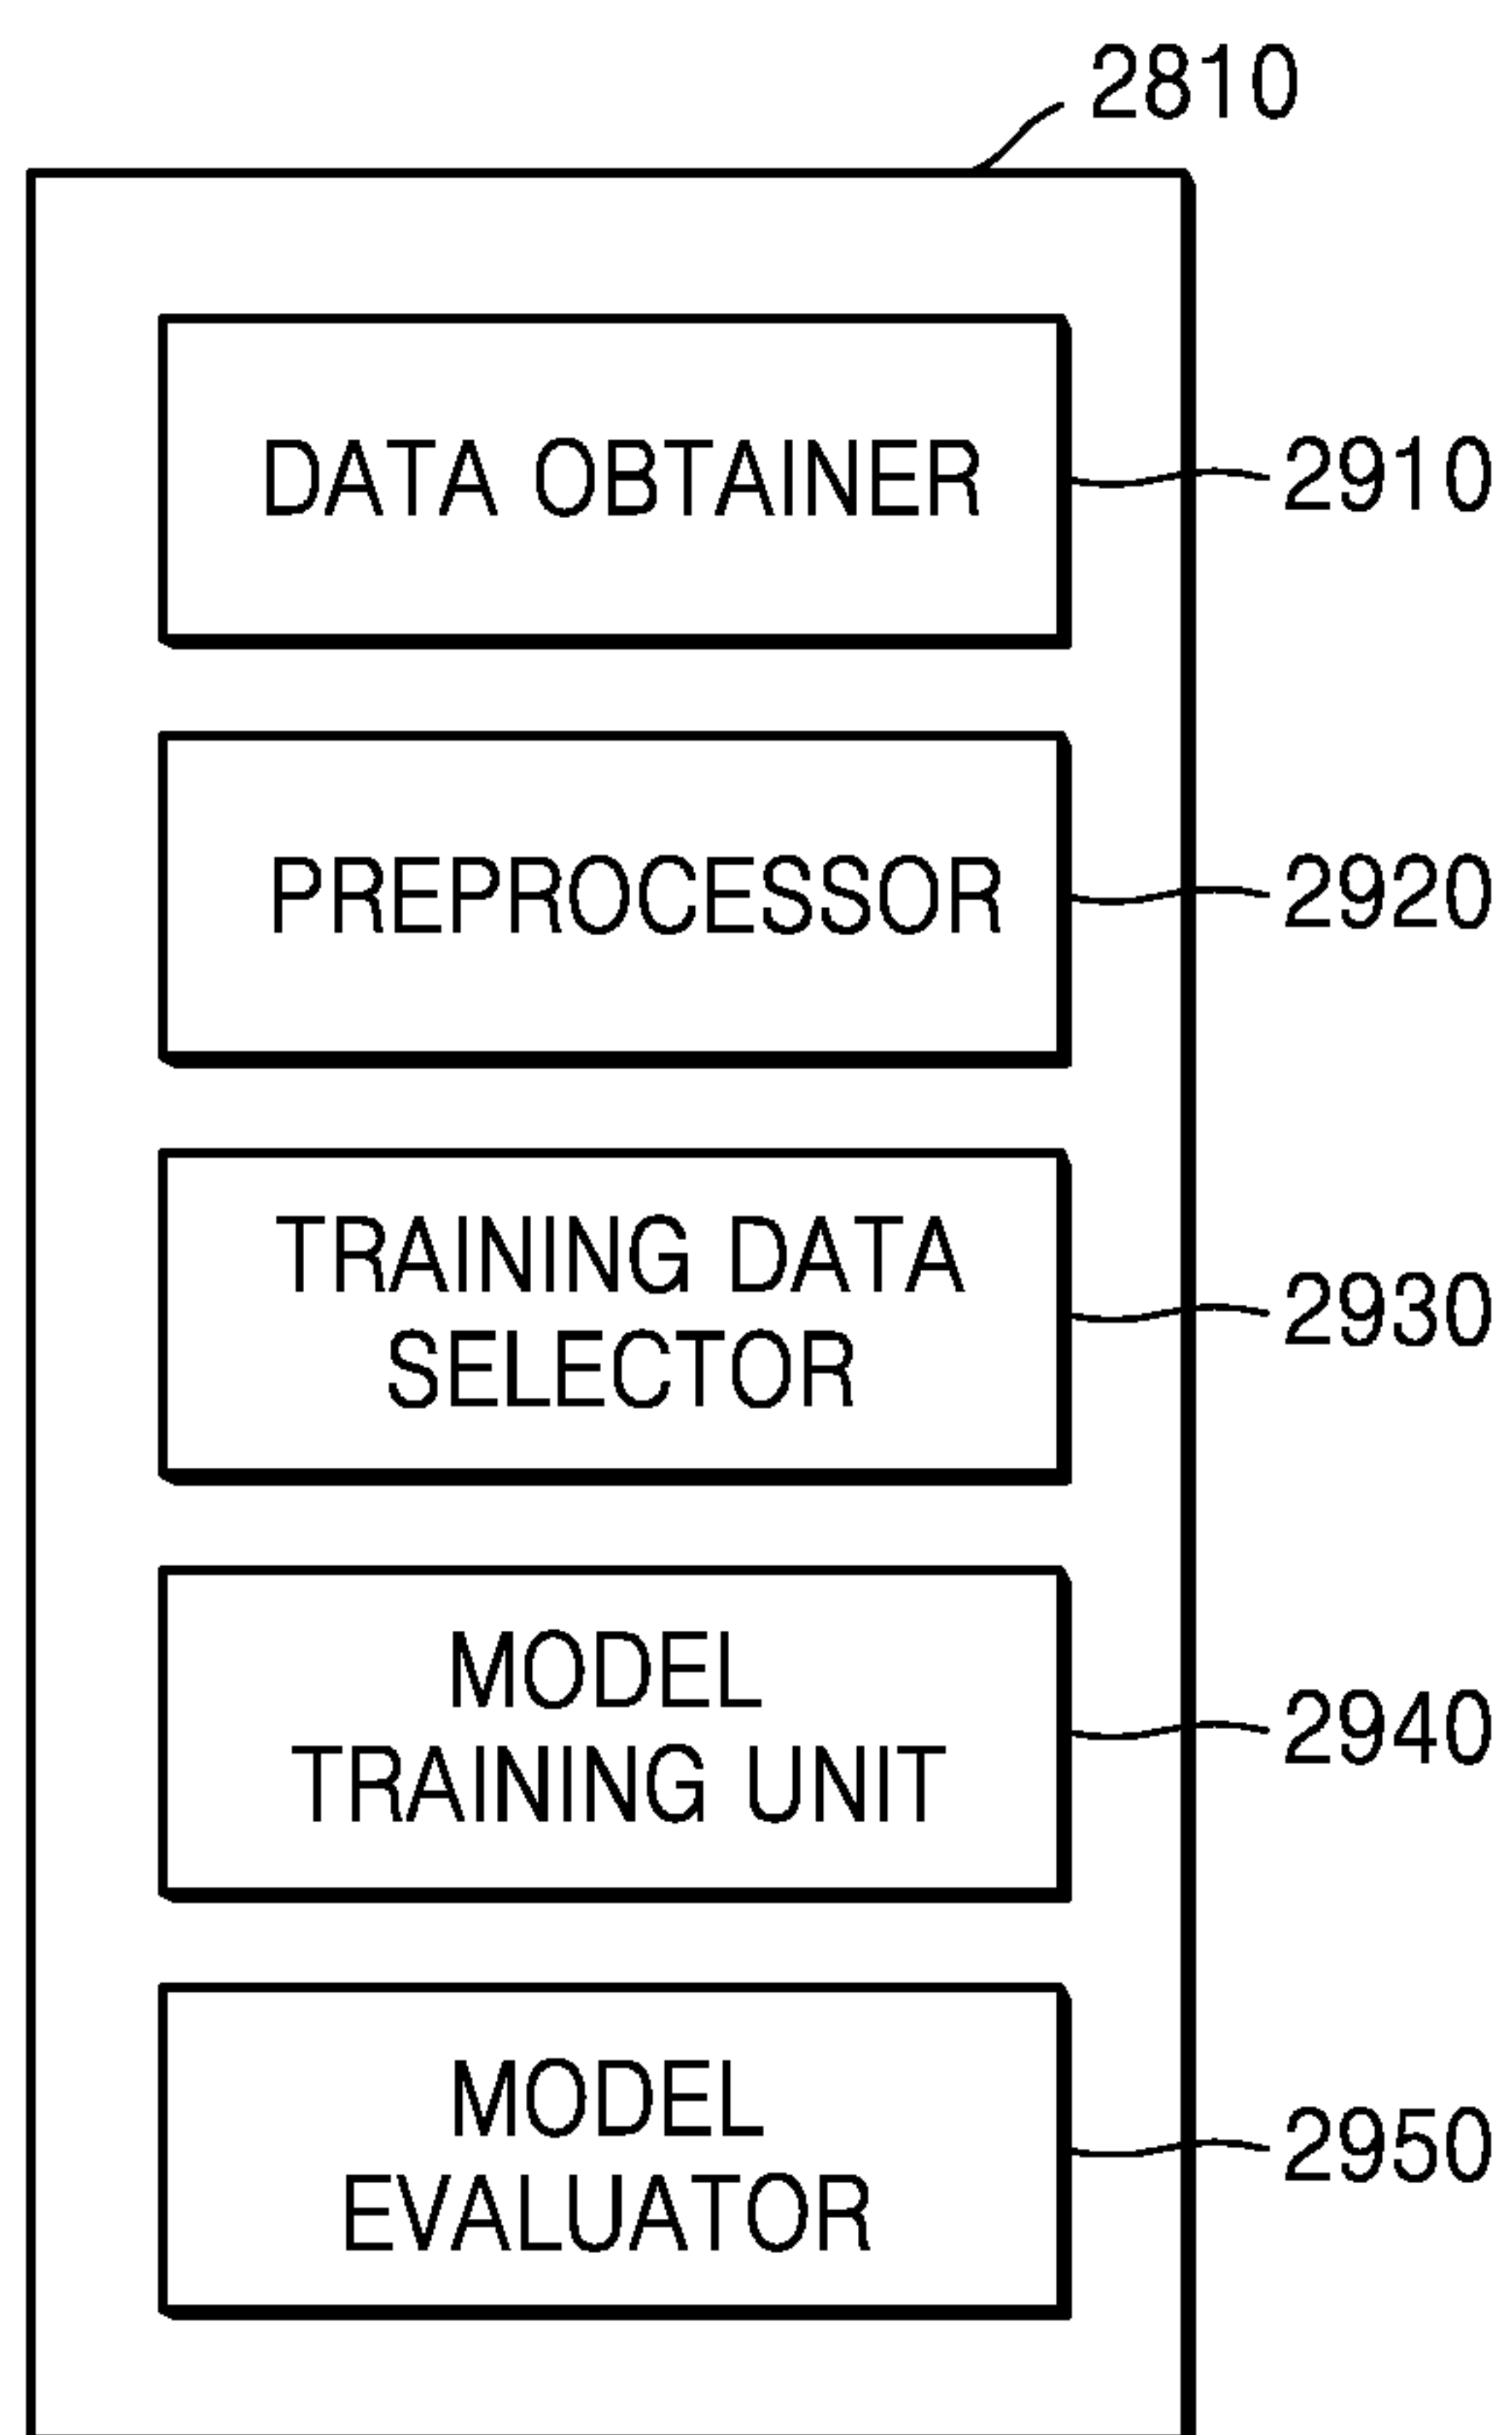 2810
DATA OBTAINER
2910
PREPROCESSOR
2920
TRAINING DATA
SELECTOR
2930
MODEL
TRAINING UNIT
2940
MODEL
EVALUATOR
2950